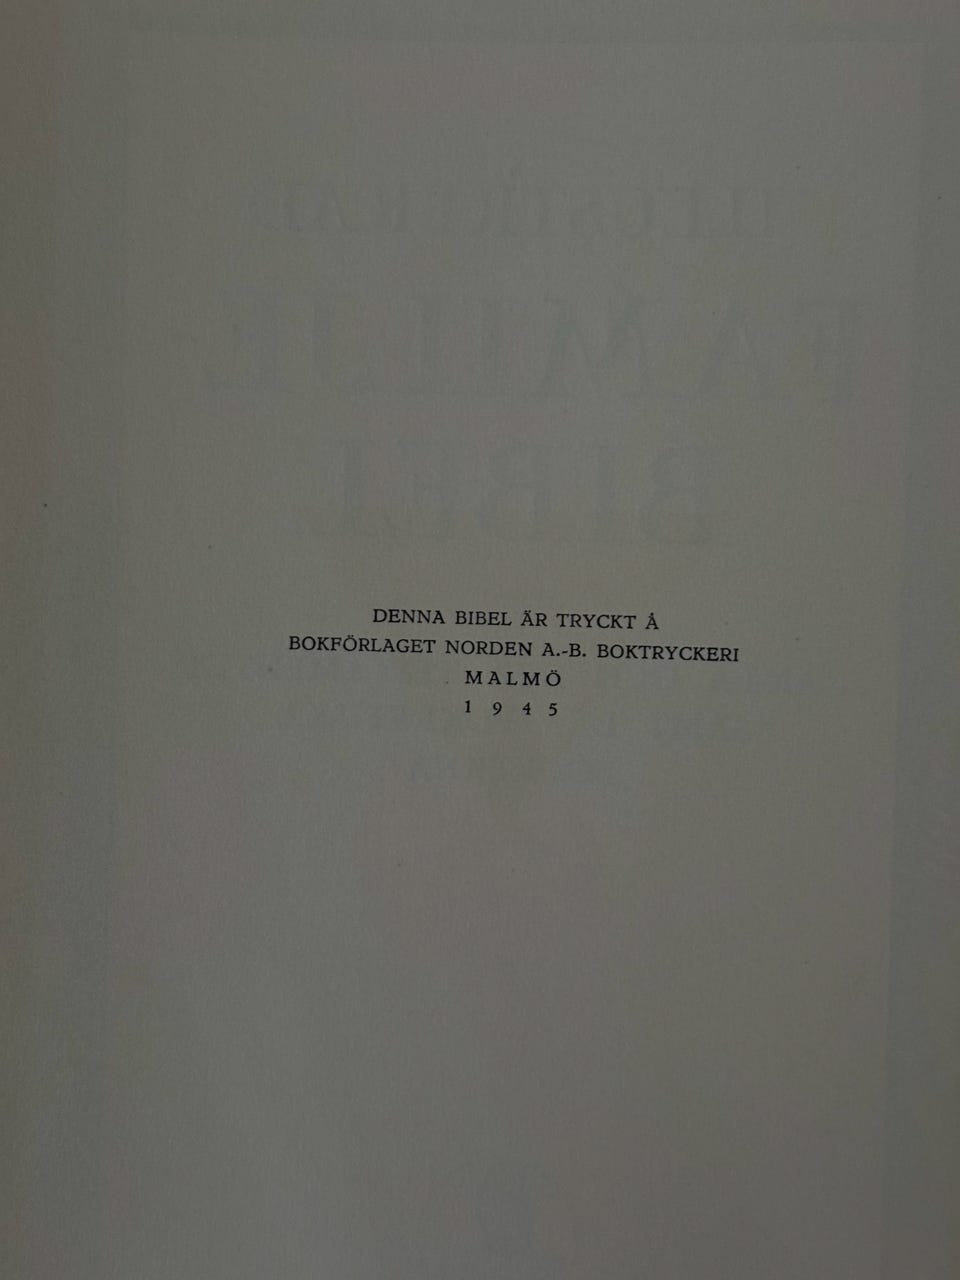 DENNA BIBEL ÄR TRYCKT Å
BOKFÖRLAGET NORDEN A.-B. BOKTRYCKERI
MALMÖ
1 9 4 5